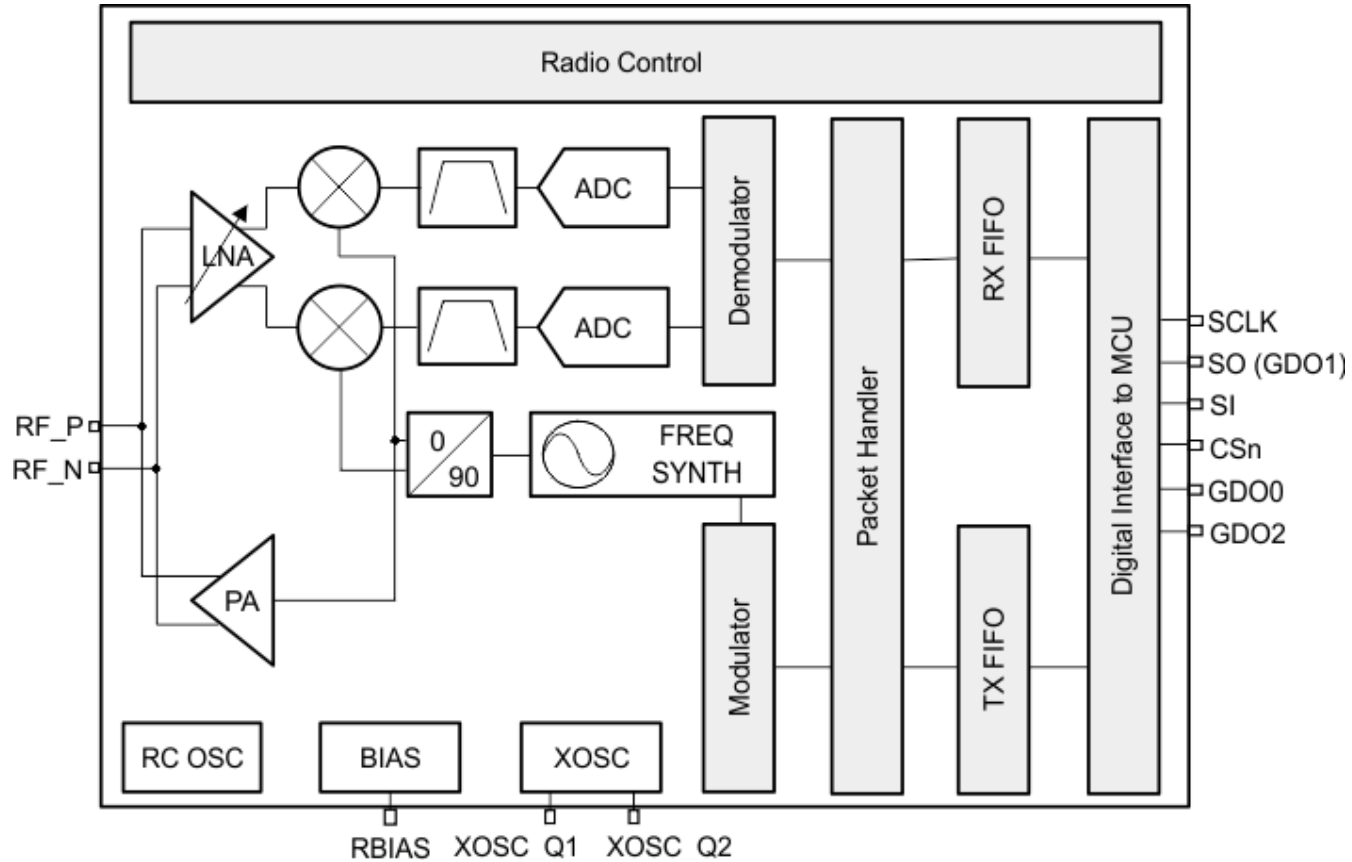 Radio Control
LNA
ADC
ADC
Demodulator
Packet Handler
RX FIFO
Digital Interface to MCU
SCLK
SO (GDO1)
SI
CSn
GDO0
GDO2
RF_P
RF_N
0
90
FREQ
SYNTH
PA
Modulator
TX FIFO
RC OSC
BIAS
XOSC
RBIAS
XOSC_Q1
XOSC_Q2